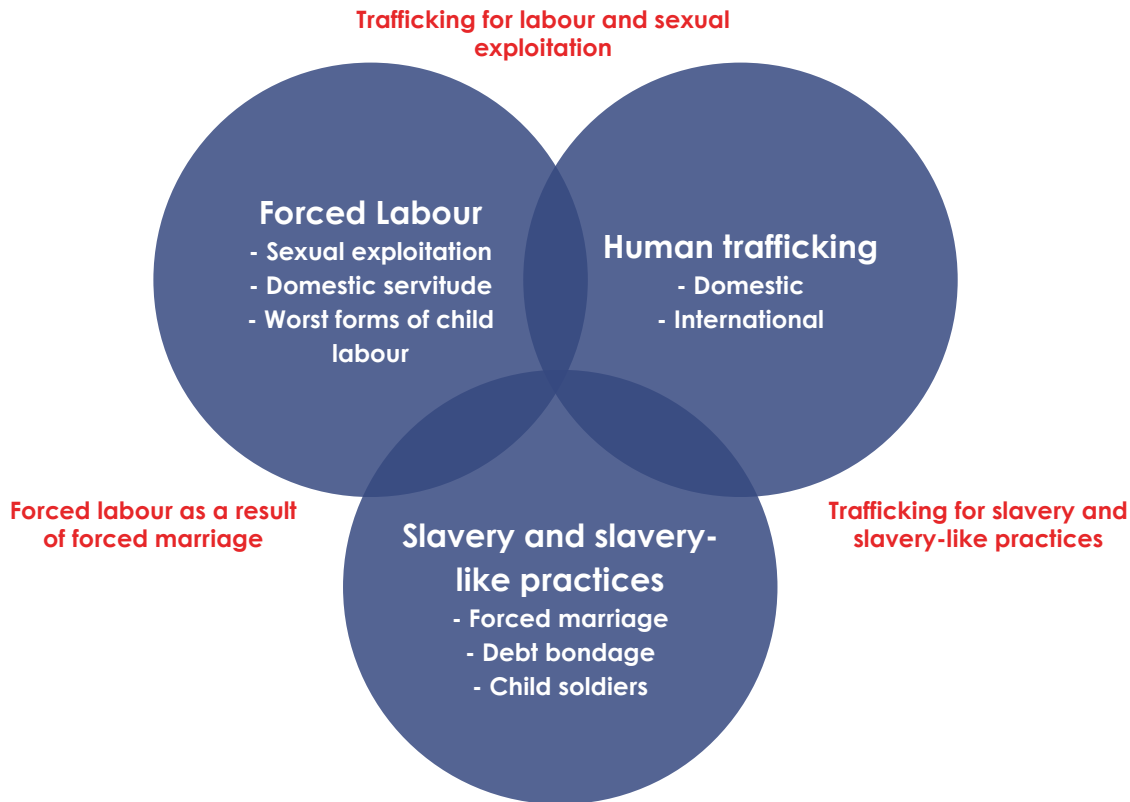 Trafficking for labour and sexual
exploitation
Forced Labour
- Sexual exploitation
- Domestic servitude
- Worst forms of child
labour
Human trafficking
- Domestic
- International
Forced labour as a result
of forced marriage
Trafficking for slavery and
slavery-like practices
Slavery and slavery-
like practices
- Forced marriage
- Debt bondage
- Child soldiers